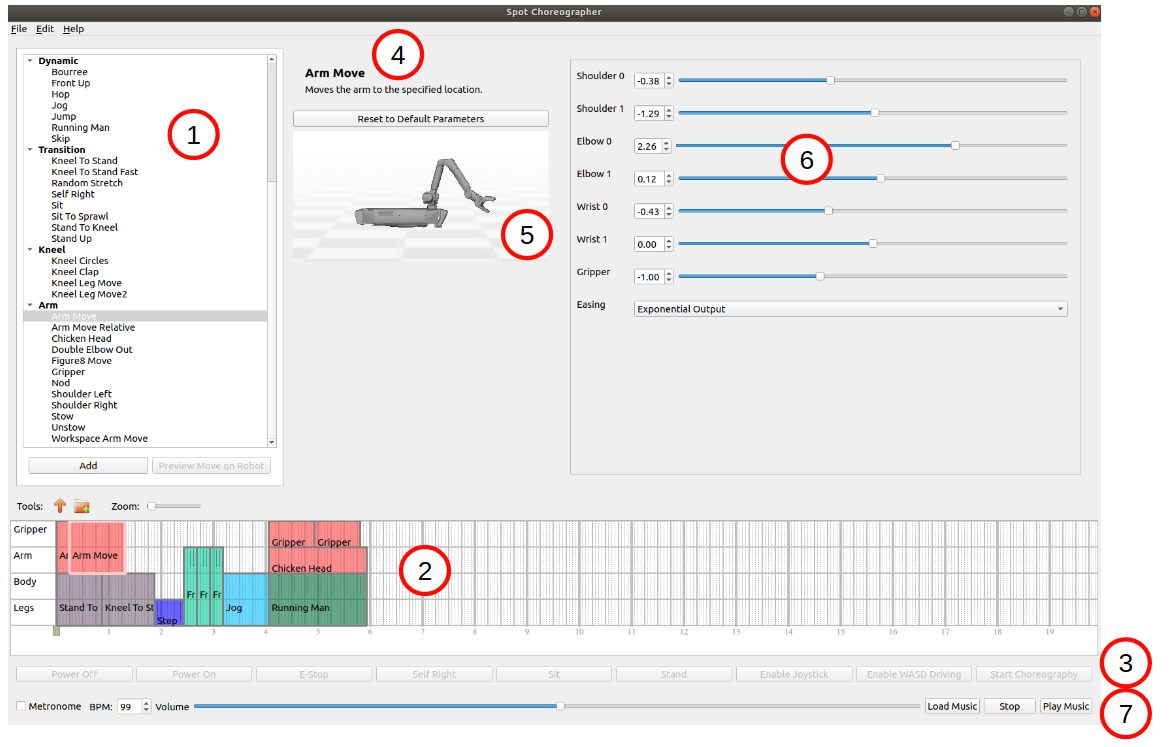 Spot Choreographer
File Edit Help
Dynamic
Bourree
Front Up
Hop
Jog
Jump
Running Man
Skip
Transition
Kneel To Stand
Kneel To Stand Fast
Random Stretch
Self Right
Sit
Sit To Sprawl
Stand To Kneel
Stand Up
Kneel
Kneel Circles
Kneel Clap
Kneel Leg Move
Kneel Leg Move2
Arm
Arm Move
Arm Move Relative
Chicken Head
Double Elbow Out
Figure8 Move
Gripper
Nod
Shoulder Left
Shoulder Right
Stow
Unstow
Workspace Arm Move
Add Preview Move on Robot
1
4
Arm Move
Moves the arm to the specified location.
Reset to Default Parameters
5
Shoulder 0 -0.38
Shoulder 1 -1.29
Elbow 0 2.26
Elbow 1 0.12
Wrist 0 -0.43
Wrist 1 0.00
Gripper -1.00
Easing Exponential Output
6
Tools: Zoom:
Gripper Gripper Gripper
Arm Ar Arm Move Chicken Head
Body
Fr Fr Fr
Legs Stand To Kneel To St Step Jog Running Man
2
1 2 3 4 5 6 7 8 9 10 11 12 13 14 15 16 17 18 19
Power Off Power On E-Stop Self Right Sit Stand Enable Joystick Enable WASD Driving Start Choreography
3
Metronome BPM: 99 Volume Load Music Stop Play Music
7